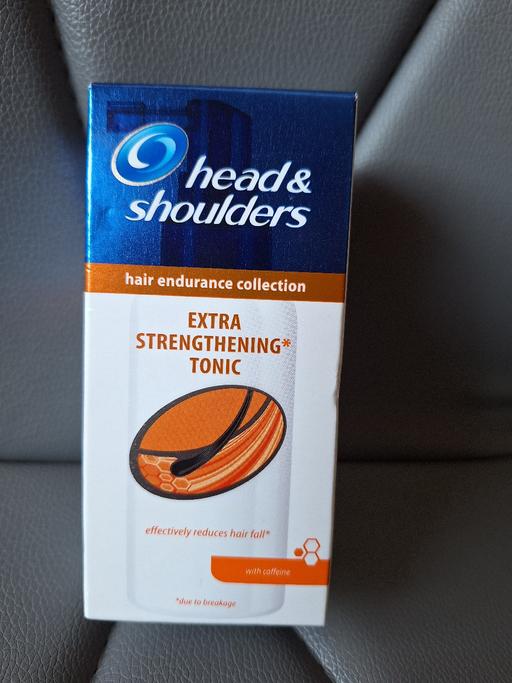 head &
shoulders
hair endurance collection
EXTRA
STRENGTHENING*
TONIC
effectively reduces hair fall*
with caffeine
*due to breakage